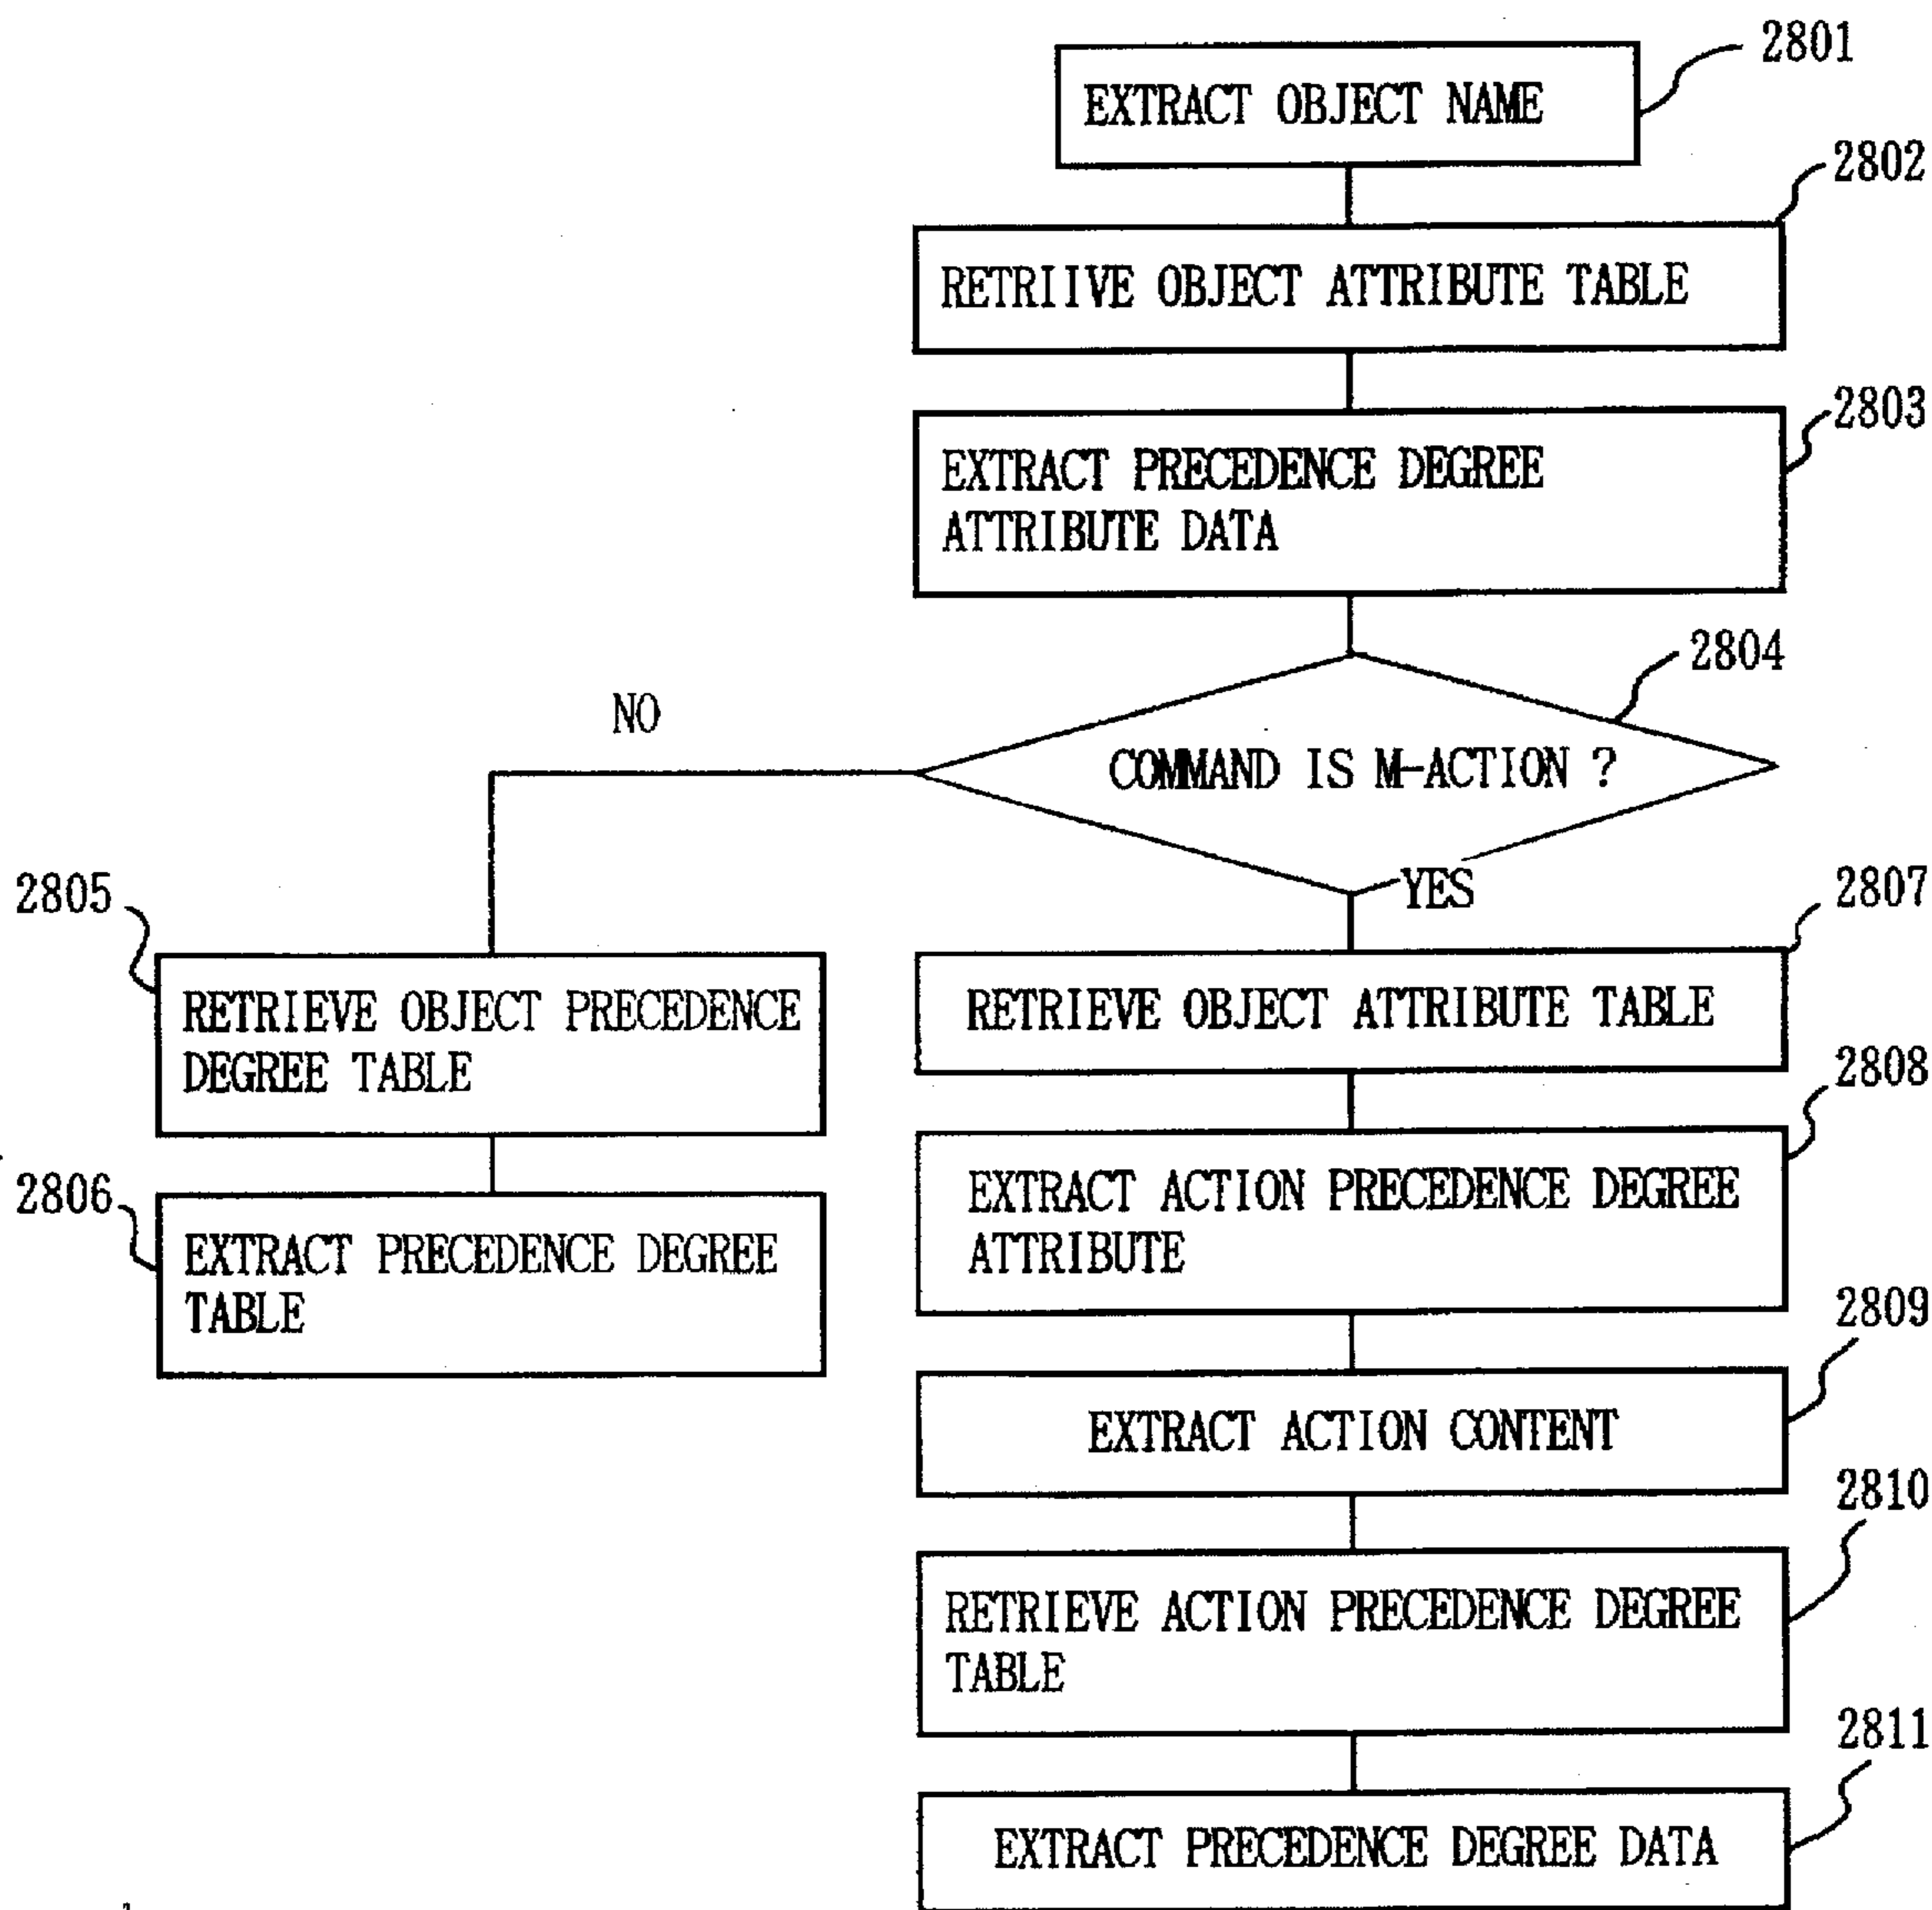 2801
EXTRACT OBJECT NAME
2802
RETRIIVE OBJECT ATTRIBUTE TABLE
2803
EXTRACT PRECEDENCE DEGREE
ATTRIBUTE DATA
2804
NO
COMMAND IS M-ACTION ?
YES
2805
RETRIEVE OBJECT PRECEDENCE
DEGREE TABLE
2806
EXTRACT PRECEDENCE DEGREE
TABLE
2807
RETRIEVE OBJECT ATTRIBUTE TABLE
2808
EXTRACT ACTION PRECEDENCE DEGREE
ATTRIBUTE
2809
EXTRACT ACTION CONTENT
2810
RETRIEVE ACTION PRECEDENCE DEGREE
TABLE
2811
EXTRACT PRECEDENCE DEGREE DATA